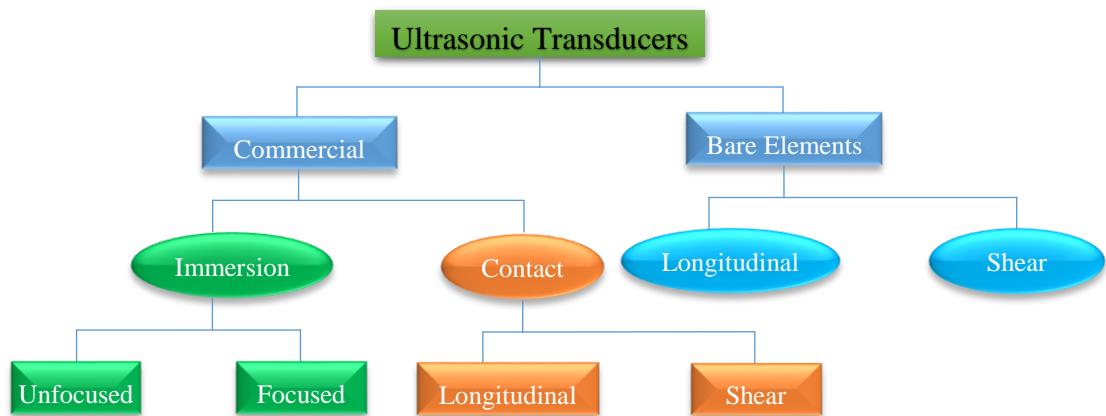 Ultrasonic Transducers
Commercial
Bare Elements
Immersion
Contact
Longitudinal
Shear
Unfocused
Focused
Longitudinal
Shear